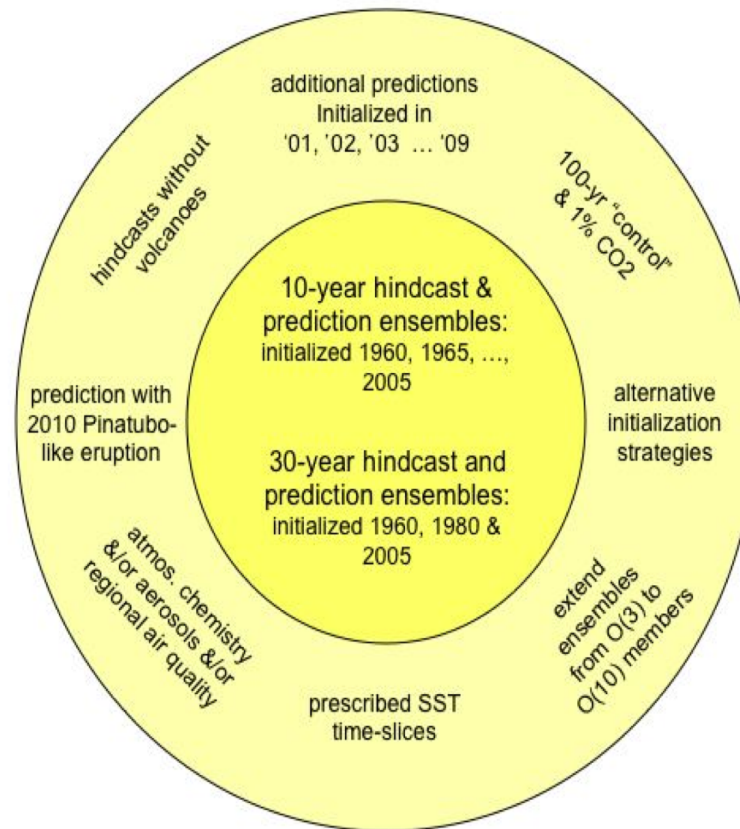 additional predictions
Initialized in
‘01, ’02, ’03 … ’09
hindcasts without
volcanoes
100-yr “control”
& 1% CO2
10-year hindcast &
prediction ensembles:
initialized 1960, 1965, …,
2005
prediction with
2010 Pinatubo-
like eruption
alternative
initialization
strategies
30-year hindcast and
prediction ensembles:
initialized 1960, 1980 &
2005
atmos. chemistry
&/or aerosols &/or
regional air quality
extend
ensembles
from O(3) to
O(10) members
prescribed SST
time-slices